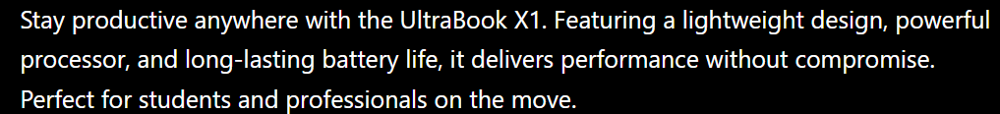 Stay productive anywhere with the UltraBook X1. Featuring a lightweight design, powerful
processor, and long-lasting battery life, it delivers performance without compromise.
Perfect for students and professionals on the move.